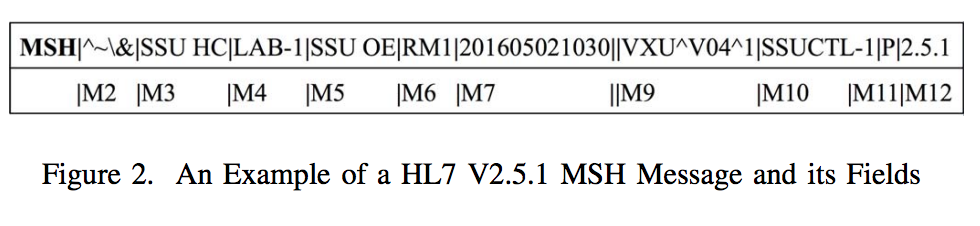 MSH|^~\&|SSU HC|LAB-1|SSU OE|RM1|201605021030||VXU^V04^1|SSUCTL-1|P|2.5.1
|M2 |M3 |M4 |M5 |M6 |M7 ||M9 |M10 |M11|M12
Figure 2. An Example of a HL7 V2.5.1 MSH Message and its Fields